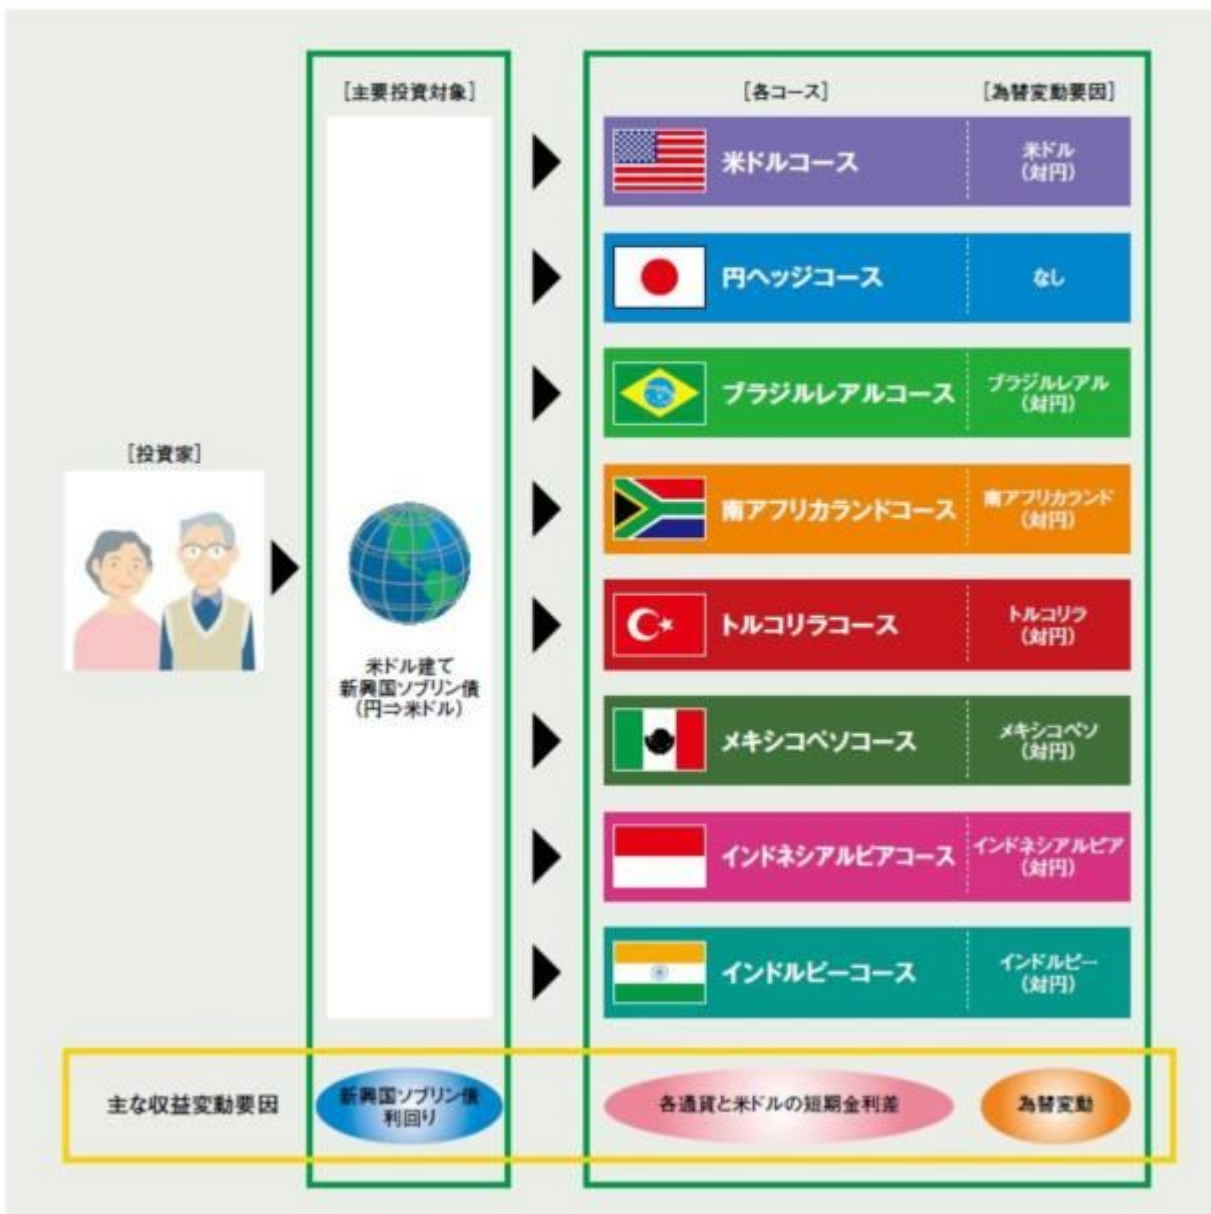 [主要投資対象]
[各コース]
[為替変動要因]
米ドルコース
米ドル
(対円)
円ヘッジコース
なし
ブラジルレアルコース
ブラジルレアル
(対円)
[投資家]
南アフリカランドコース
南アフリカランド
(対円)
トルコリラコース
トルコリラ
(対円)
米ドル建て
新興国ソブリン債
(円⇒米ドル)
メキシコペソコース
メキシコペソ
(対円)
インドネシアルピアコース
インドネシアルピア
(対円)
インドルピーコース
インドルピー
(対円)
主な収益変動要因
新興国ソブリン債
利回り
各通貨と米ドルの短期金利差
為替変動